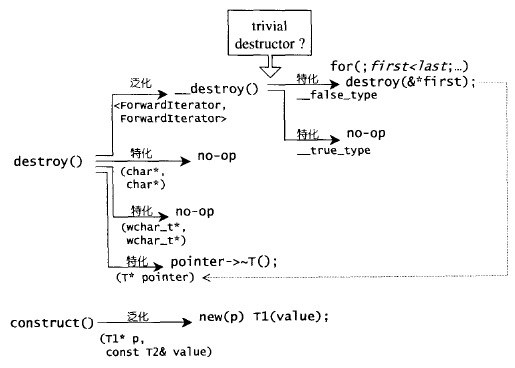 trivial
destructor ?
for(;first<last;…)
泛化
__destroy()
特化
destroy(&*first);
<ForwardIterator,
ForwardIterator>
__false_type
特化
no-op
__true_type
destroy()
特化
no-op
(char*,
char*)
特化
no-op
(wchar_t*,
wchar_t*)
特化
pointer->~T();
(T* pointer)
construct()
泛化
new(p) T1(value);
(T1* p,
const T2& value)